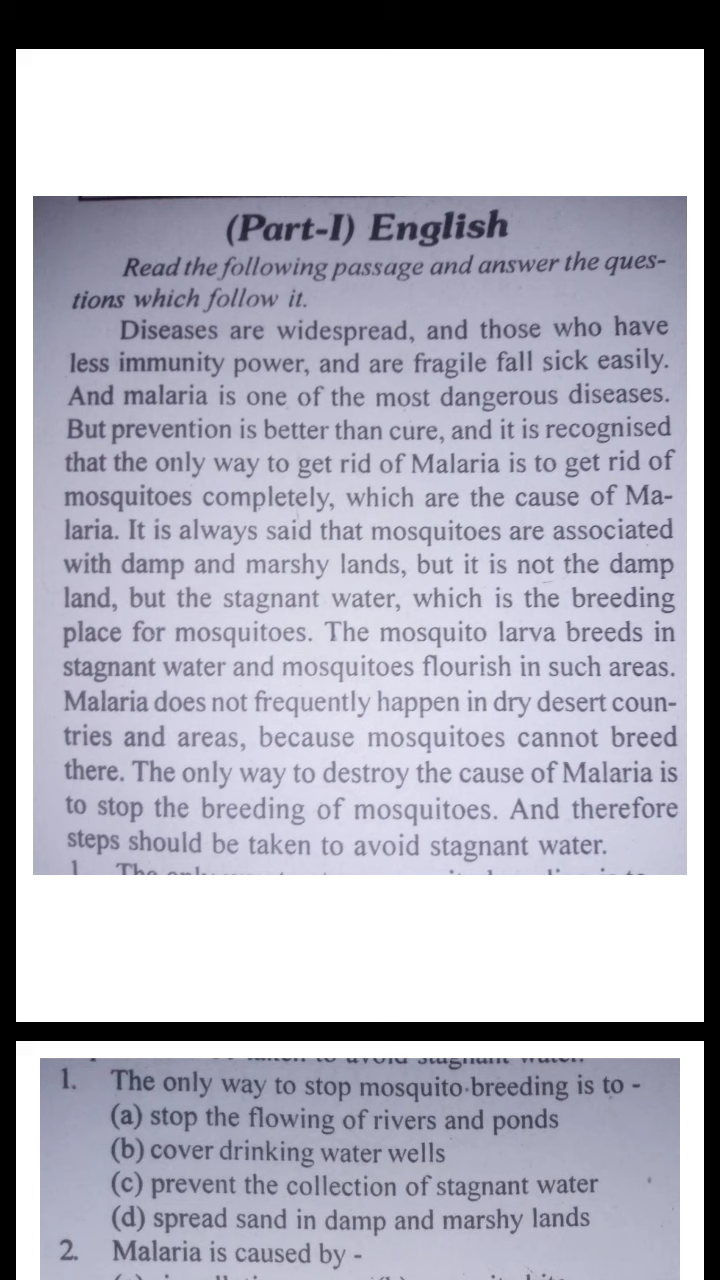 (Part-I) English
Read the following passage and answer the ques-
tions which follow it.
Diseases are widespread, and those who have
less immunity power, and are fragile fall sick easily.
And malaria is one of the most dangerous diseases.
But prevention is better than cure, and it is recognised
that the only way to get rid of Malaria is to get rid of
mosquitoes completely, which are the cause of Ma-
laria. It is always said that mosquitoes are associated
with damp and marshy lands, but it is not the damp
land, but the stagnant water, which is the breeding
place for mosquitoes. The mosquito larva breeds in
stagnant water and mosquitoes flourish in such areas.
Malaria does not frequently happen in dry desert coun-
tries and areas, because mosquitoes cannot breed
there. The only way to destroy the cause of Malaria is
to stop the breeding of mosquitoes. And therefore
steps should be taken to avoid stagnant water.
1. The only way to stop mosquito breeding is to -
(a) stop the flowing of rivers and ponds
(b) cover drinking water wells
(c) prevent the collection of stagnant water
(d) spread sand in damp and marshy lands
2. Malaria is caused by -